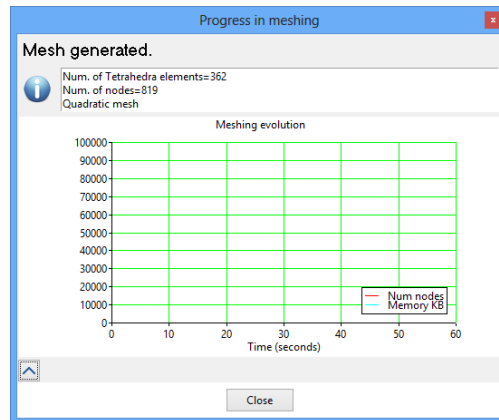 Progress in meshing
x
Mesh generated.
Num. of Tetrahedra elements=362
Num. of nodes=819
Quadratic mesh
Meshing evolution
100000
90000
80000
70000
60000
50000
40000
30000
20000
10000
0
Num nodes
Memory KB
0 10 20 30 40 50 60
Time (seconds)
Close